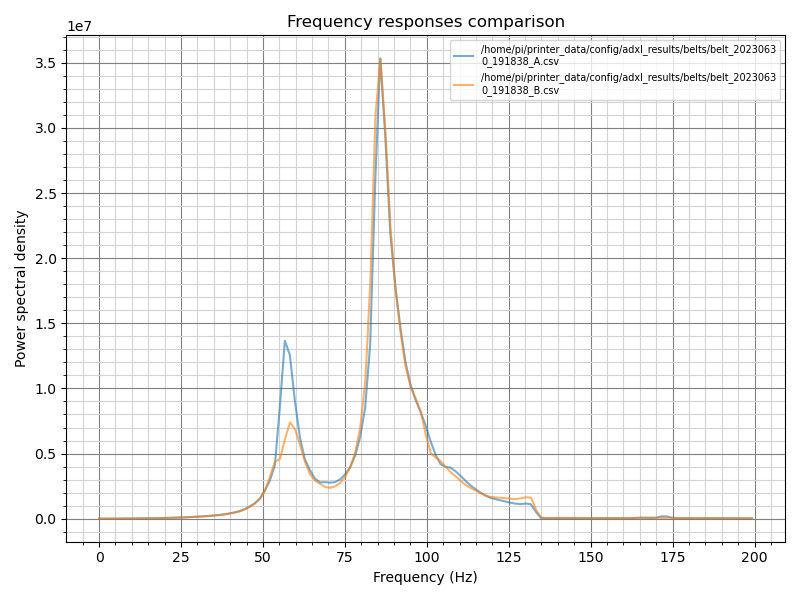 Frequency responses comparison
1e7
/home/pi/printer_data/config/adxl_results/belts/belt_2023063
0_191838_A.csv
/home/pi/printer_data/config/adxl_results/belts/belt_2023063
0_191838_B.csv
3.5
3.0
2.5
2.0
1.5
1.0
0.5
0.0
Power spectral density
0 25 50 75 100 125 150 175 200
Frequency (Hz)